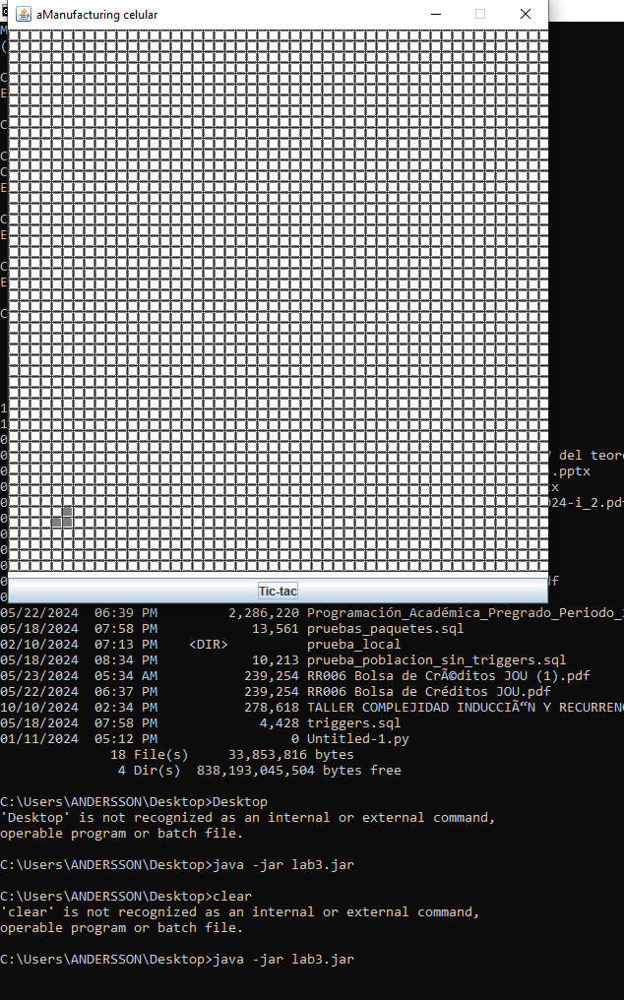 aManufacturing celular
del teore
.pptx
tx
024-i_2.pdf
df
Tic-tac
05/22/2024  06:39 PM         2,286,220 Programación_Académica_Pregrado_Periodo_
05/18/2024  07:58 PM            13,561 pruebas_paquetes.sql
02/10/2024  07:13 PM    <DIR>          prueba_local
05/18/2024  08:34 PM            10,213 prueba_poblacion_sin_triggers.sql
05/23/2024  05:34 AM           239,254 RR006 Bolsa de CrÃ©ditos JOU (1).pdf
05/22/2024  06:37 PM           239,254 RR006 Bolsa de Créditos JOU.pdf
10/10/2024  02:34 PM           278,618 TALLER COMPLEJIDAD INDUCCIÃ“N Y RECURREN
05/18/2024  07:58 PM             4,428 triggers.sql
01/11/2024  05:12 PM                 0 Untitled-1.py
18 File(s)     33,853,816 bytes
4 Dir(s)  838,193,045,504 bytes free
C:\Users\ANDERSSON\Desktop>Desktop
'Desktop' is not recognized as an internal or external command,
operable program or batch file.
C:\Users\ANDERSSON\Desktop>java -jar lab3.jar
C:\Users\ANDERSSON\Desktop>clear
'clear' is not recognized as an internal or external command,
operable program or batch file.
C:\Users\ANDERSSON\Desktop>java -jar lab3.jar